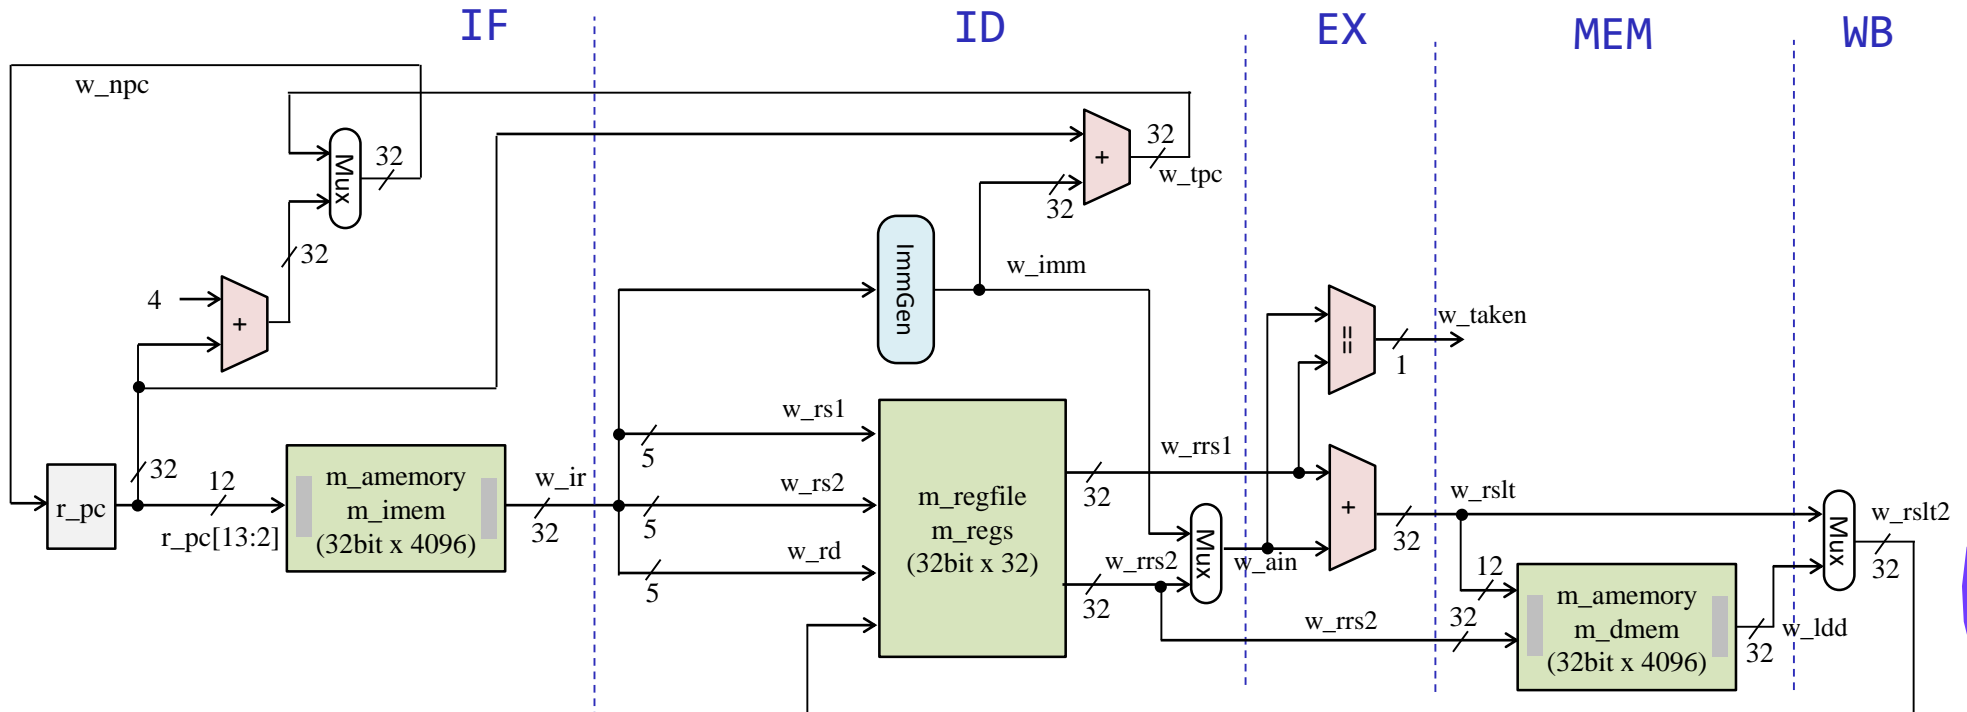 IF
ID
EX
MEM
WB
w_npc
Mux
32
32
4
+
32
r_pc
12
r_pc[13:2]
m_amemory
m_imem
(32bit x 4096)
w_ir
32
+
32
w_tpc
32
ImmGen
w_imm
w_rs1
5
w_rs2
5
w_rd
5
m_regfile
m_regs
(32bit x 32)
w_rrs1
32
w_rrs2
32
Mux
w_ain
==
w_taken
1
+
w_rslt
32
w_rrs2
12
32
m_amemory
m_dmem
(32bit x 4096)
w_ldd
32
Mux
w_rslt2
32